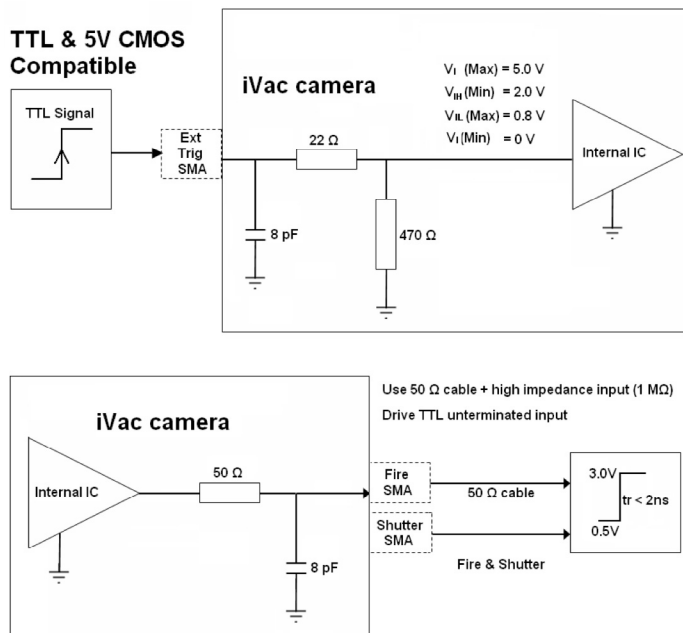 TTL & 5V CMOS
Compatible
iVac camera
TTL Signal
Ext
Trig
SMA
22 Ω
8 pF
470 Ω
VI (Max) = 5.0 V
VIH (Min) = 2.0 V
VIL (Max) = 0.8 V
VI (Min) = 0 V
Internal IC
iVac camera
Internal IC
50 Ω
8 pF
Use 50 Ω cable + high impedance input (1 MΩ)
Drive TTL unterminated input
Fire
SMA
50 Ω cable
Shutter
SMA
Fire & Shutter
3.0V
tr < 2ns
0.5V